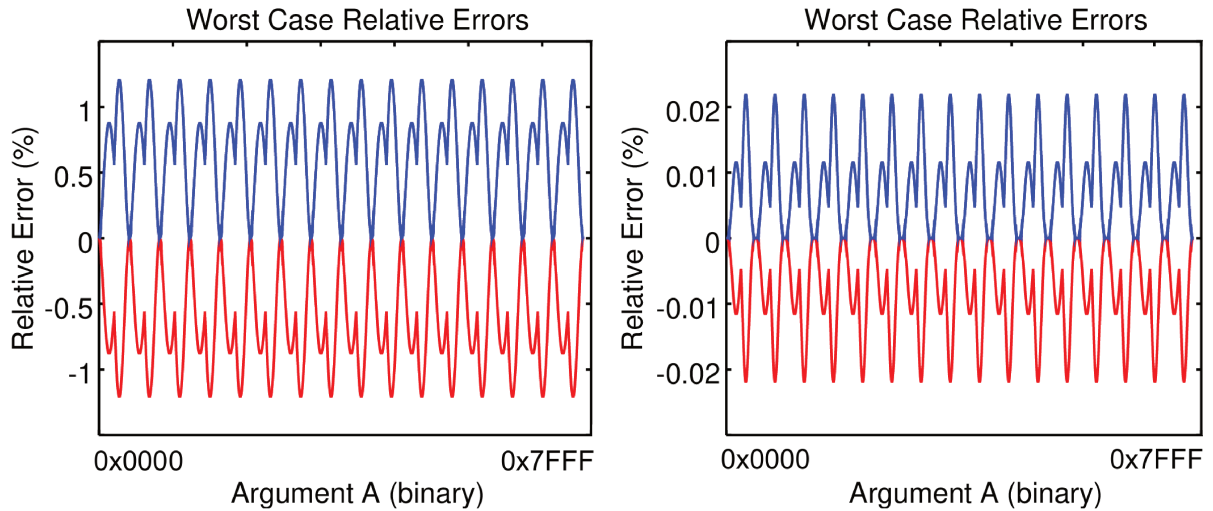 Worst Case Relative Errors
Relative Error (%)
1
0.5
0
-0.5
-1
0x0000 0x7FFF
Argument A (binary)
Worst Case Relative Errors
Relative Error (%)
0.02
0.01
0
-0.01
-0.02
0x0000 0x7FFF
Argument A (binary)